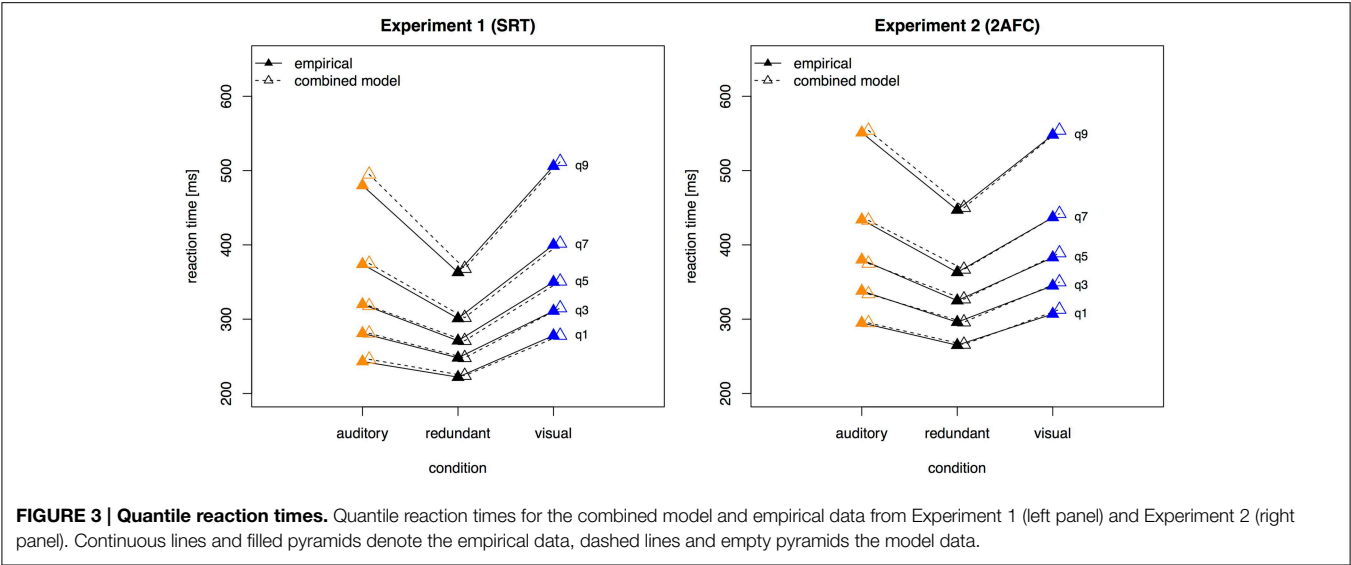 Experiment 1 (SRT)
empirical
combined model
600
500
400
300
200
reaction time [ms]
q9
q7
q5
q3
q1
auditory redundant visual
condition
Experiment 2 (2AFC)
empirical
combined model
600
500
400
300
200
reaction time [ms]
q9
q7
q5
q3
q1
auditory redundant visual
condition
FIGURE 3 | Quantile reaction times. Quantile reaction times for the combined model and empirical data from Experiment 1 (left panel) and Experiment 2 (right
panel). Continuous lines and filled pyramids denote the empirical data, dashed lines and empty pyramids the model data.